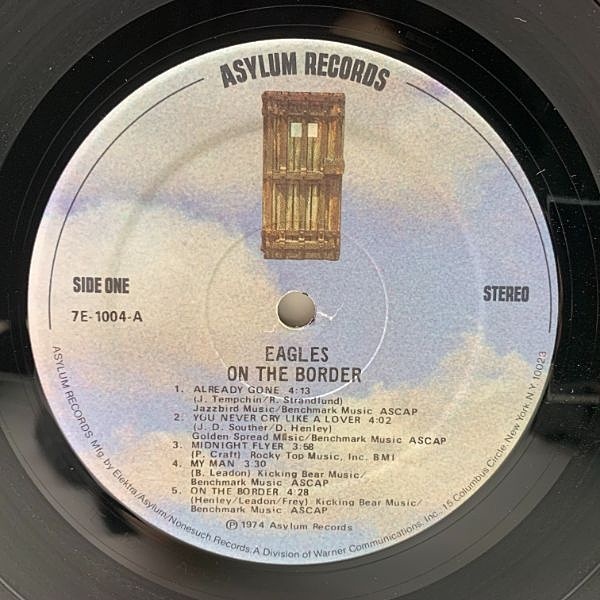 ASYLUM RECORDS
SIDE ONE
STEREO
7E-1004-A
EAGLES
ON THE BORDER
1. ALREADY GONE 4:13
(J. Tempchin/R. Strandlund)
Jazzbird Music/Benchmark Music ASCAP
2. YOU NEVER CRY LIKE A LOVER 4:02
(J. D. Souther/D. Henley)
Golden Spread Music/Benchmark Music ASCAP
3. MIDNIGHT FLYER 3:58
(P. Craft) Rocky Top Music, Inc. BMI
4. MY MAN 3:30
(B. Leadon) Kicking Bear Music/
Benchmark Music ASCAP
5. ON THE BORDER 4:28
(Henley/Leadon/Frey) Kicking Bear Music/
Benchmark Music ASCAP
Ⓟ 1974 Asylum Records
ASYLUM RECORDS Mfg by Elektra/Asylum/Nonesuch Records, A Division of Warner Communications, Inc., 15 Columbus Circle, New York, N.Y. 10023